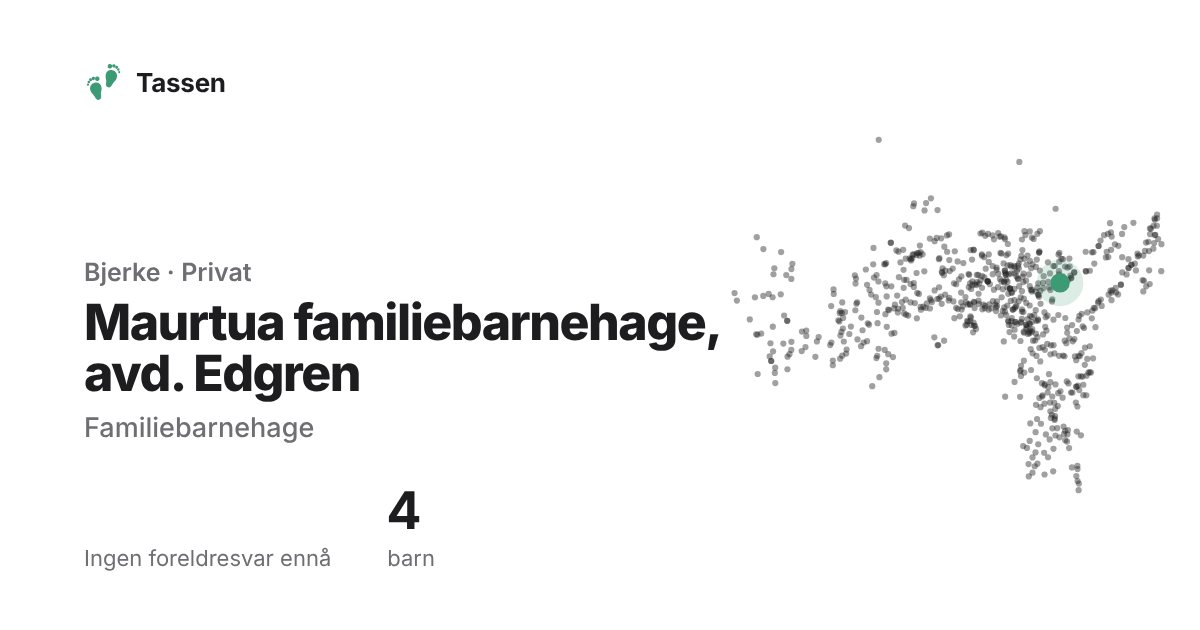 Tassen
Bjerke · Privat
Maurtua familiebarnehage,
avd. Edgren
Familiebarnehage
4
Ingen foreldresvar ennå
barn